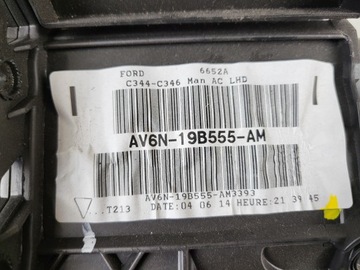 FORD 6652A
C344-C346 Man AC LHD
AV6N-19B555-AM
AV6N-19B555-AM3393
...T213 DATE:04 06 14 HEURE:21 39 45